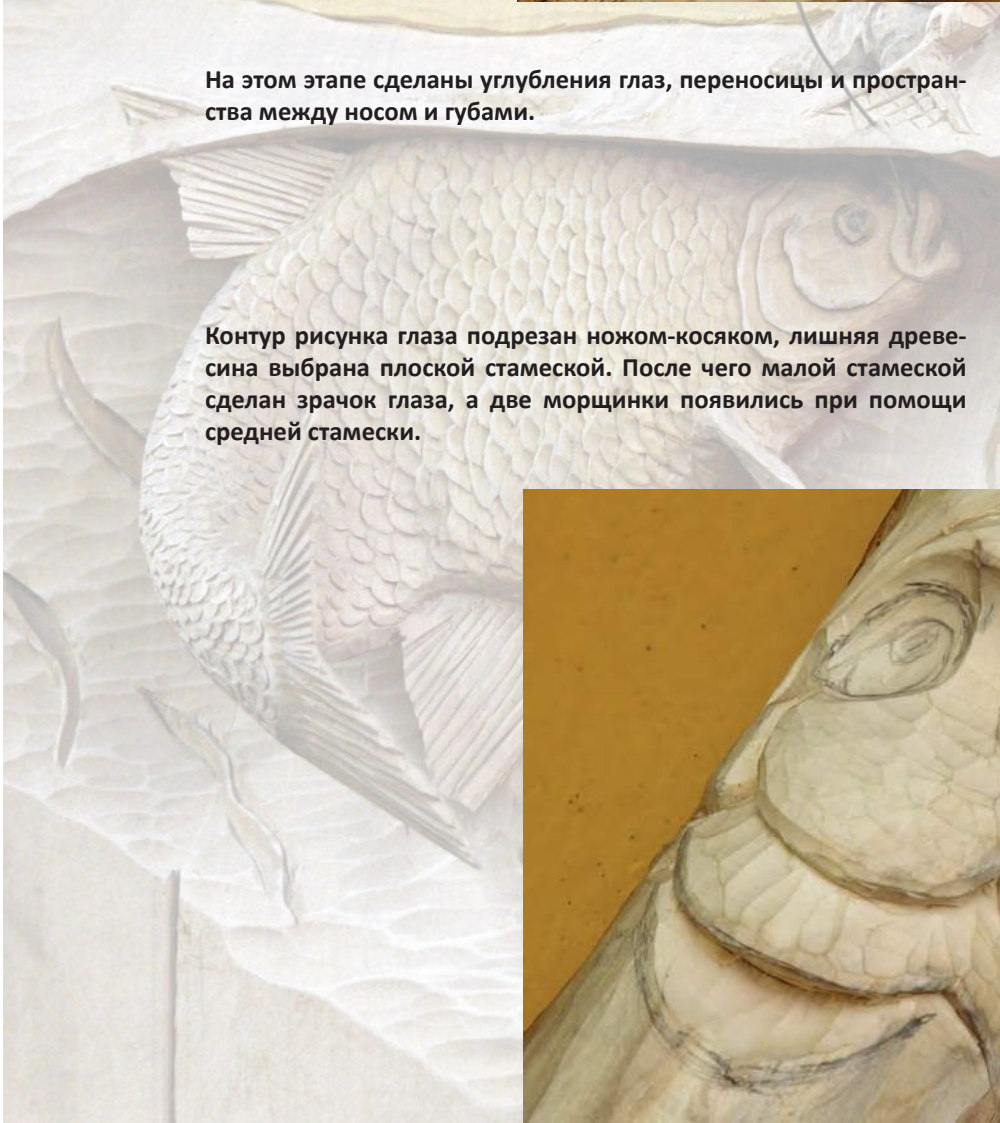 На этом этапе сделаны углубления глаз, переносицы и простран-
ства между носом и губами.
Контур рисунка глаза подрезан ножом-косяком, лишняя древе-
сина выбрана плоской стамеской. После чего малой стамеской
сделан зрачок глаза, а две морщинки появились при помощи
средней стамески.